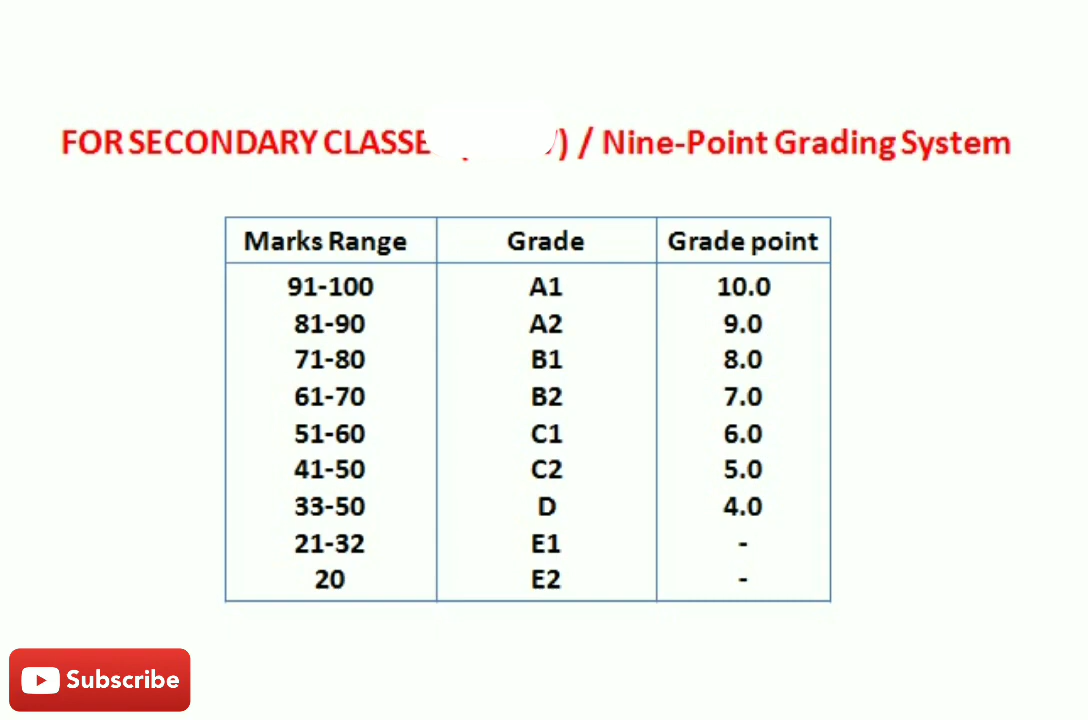 FOR SECONDARY CLASSE ) / Nine-Point Grading System
Marks Range Grade Grade point
91-100 A1 10.0
81-90 A2 9.0
71-80 B1 8.0
61-70 B2 7.0
51-60 C1 6.0
41-50 C2 5.0
33-50 D 4.0
21-32 E1 -
20 E2 -
Subscribe